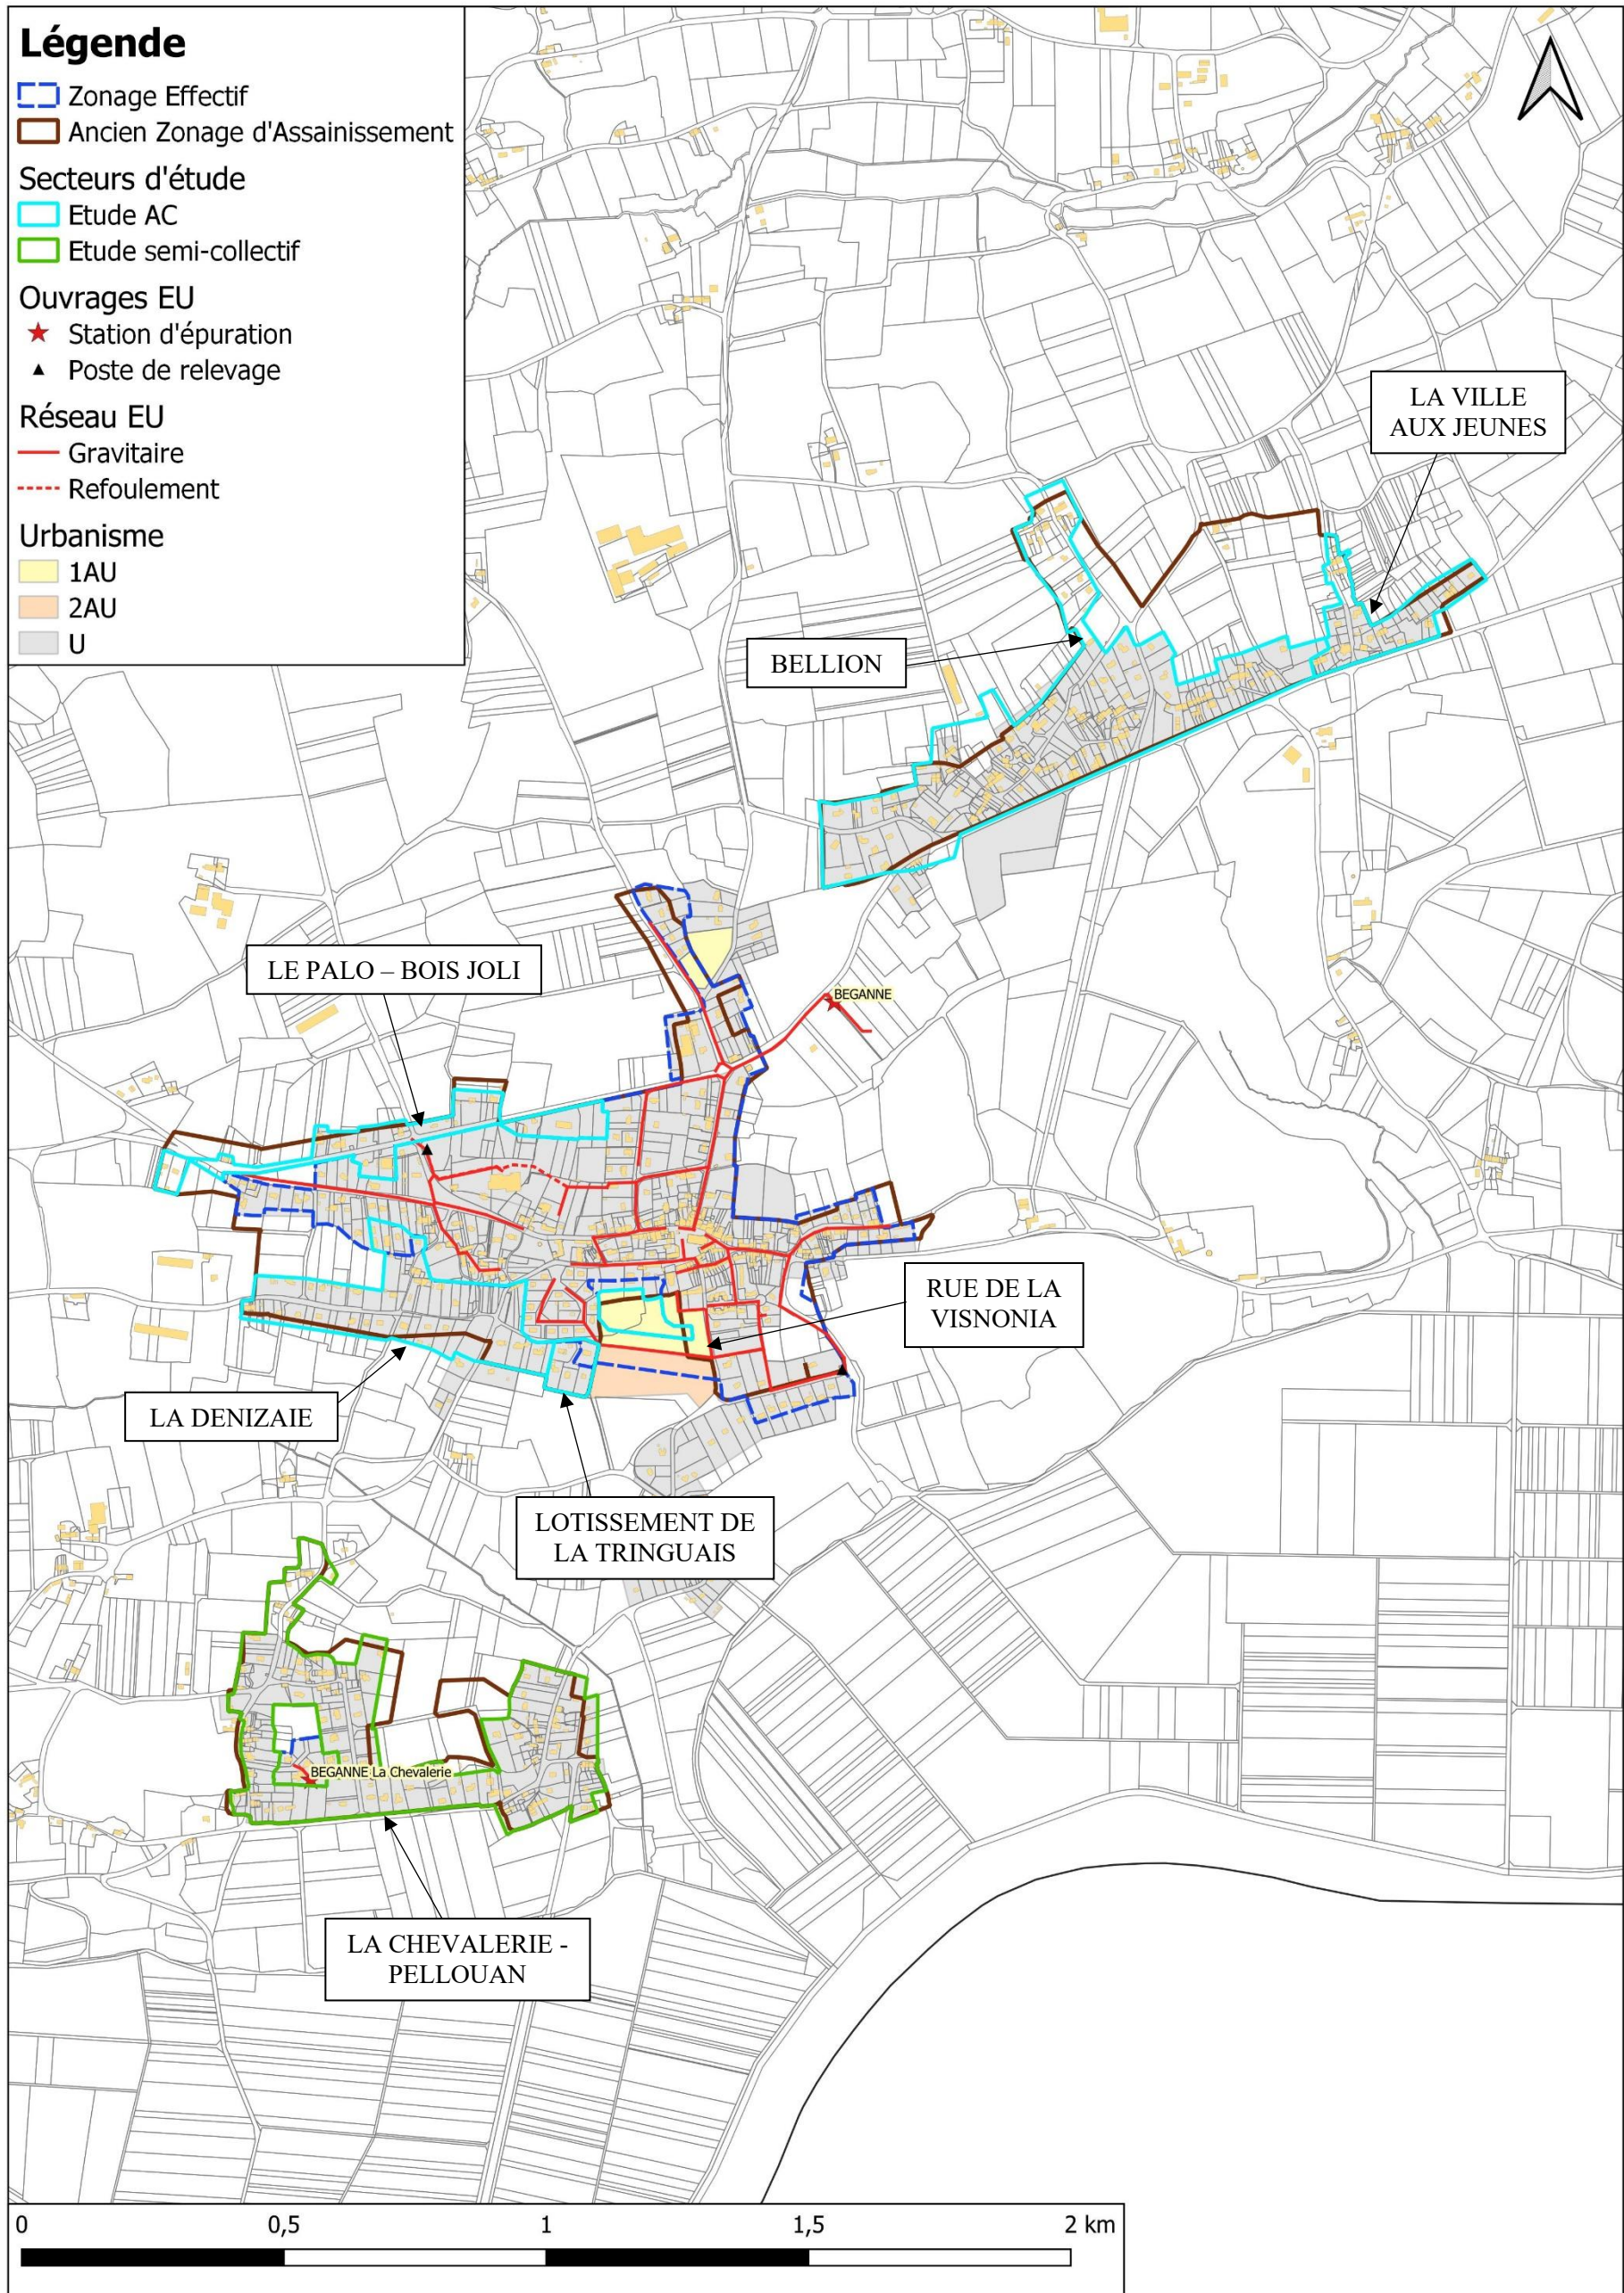 Légende
Zonage Effectif
Ancien Zonage d'Assainissement
Secteurs d'étude
Etude AC
Etude semi-collectif
Ouvrages EU
Station d'épuration
Poste de relevage
Réseau EU
Gravitaire
Refoulement
Urbanisme
1AU
2AU
U
LA VILLE
AUX JEUNES
BELLION
LE PALO – BOIS JOLI
BEGANNE
RUE DE LA
VISNONIA
LA DENIZAIE
LOTISSEMENT DE
LA TRINGUAIS
BEGANNE La Chevalerie
LA CHEVALERIE -
PELLOUAN
0 0,5 1 1,5 2 km